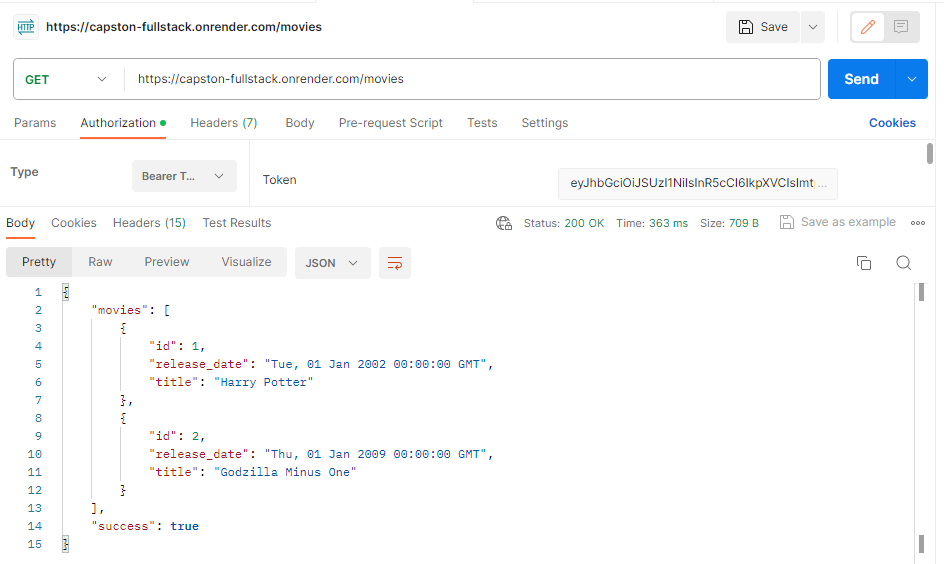 HTTP https://capston-fullstack.onrender.com/movies Save
GET https://capston-fullstack.onrender.com/movies Send
Params Authorization Headers (7) Body Pre-request Script Tests Settings Cookies
Type Bearer T... Token eyJhbGciOiJSUzI1NiIsInR5cCI6IkpXVCIsImt ...
Body Cookies Headers (15) Test Results Status: 200 OK Time: 363 ms Size: 709 B Save as example
Pretty Raw Preview Visualize JSON
1 {
2 "movies": [
3 {
4 "id": 1,
5 "release_date": "Tue, 01 Jan 2002 00:00:00 GMT",
6 "title": "Harry Potter"
7 },
8 {
9 "id": 2,
10 "release_date": "Thu, 01 Jan 2009 00:00:00 GMT",
11 "title": "Godzilla Minus One"
12 }
13 ],
14 "success": true
15 }